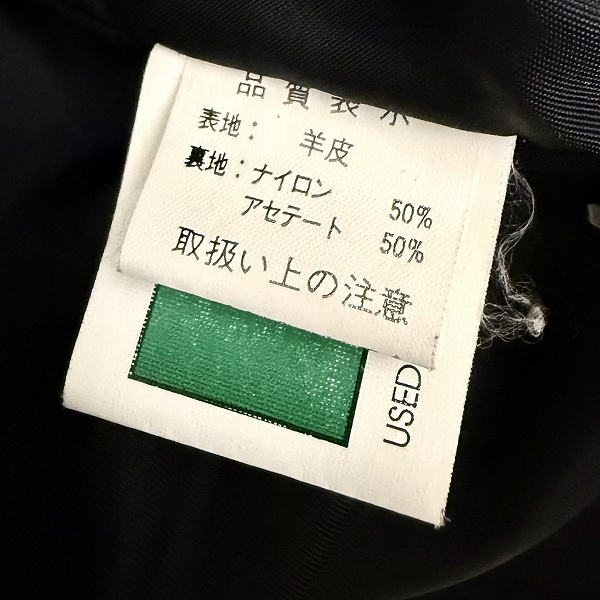 品質表示
表地： 羊皮
裏地：ナイロン 50%
アセテート 50%
取扱い上の注意
USED